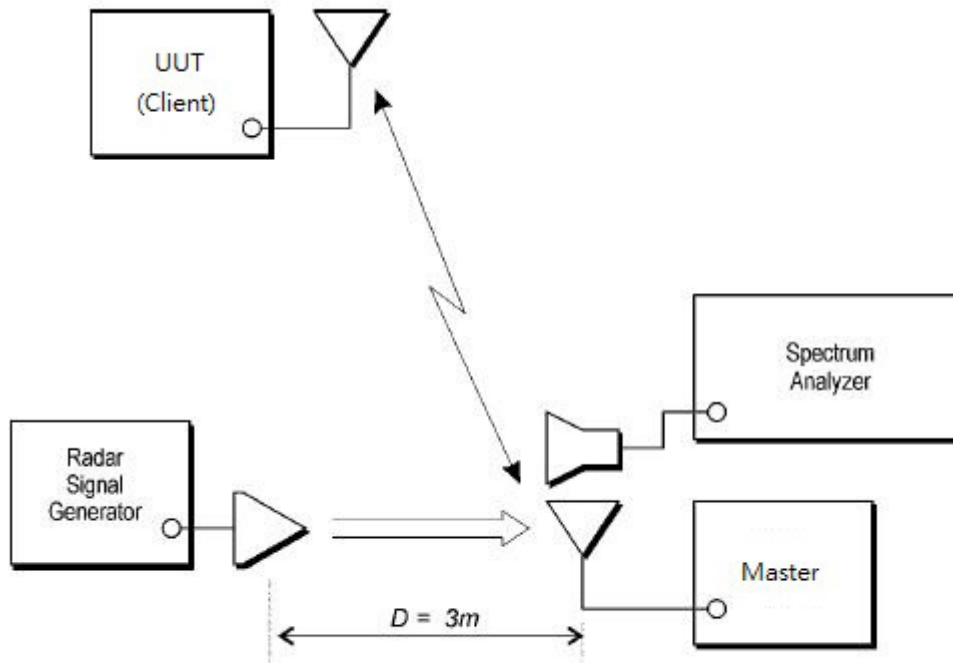 UUT
(Client)
Spectrum
Analyzer
Radar
Signal
Generator
Master
D = 3m